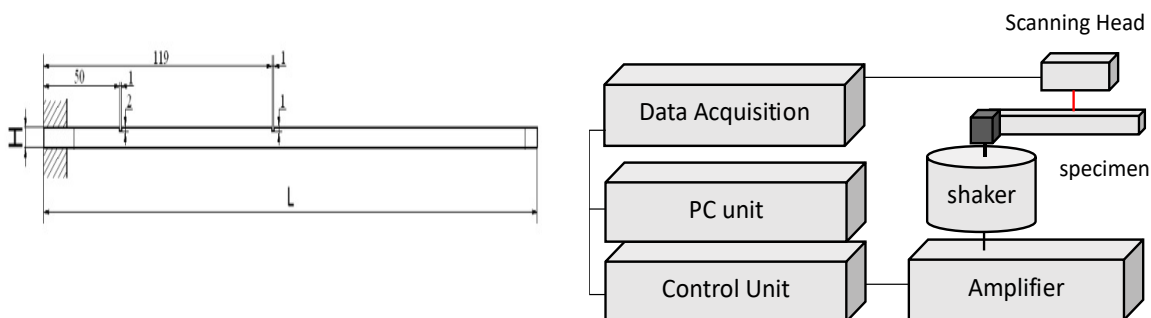 119
1
50
1
2
1
H
L
Scanning Head
Data Acquisition
specimen
shaker
PC unit
Control Unit
Amplifier